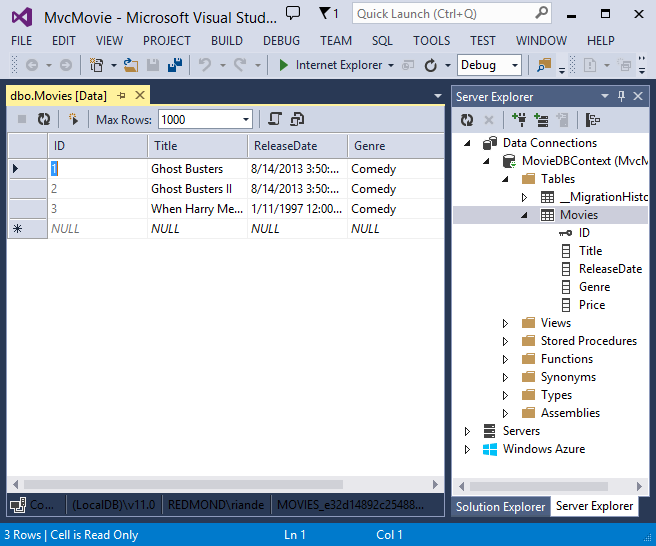 MvcMovie - Microsoft Visual Stud...
1
Quick Launch (Ctrl+Q)
FILE EDIT VIEW PROJECT BUILD DEBUG TEAM SQL TOOLS TEST WINDOW HELP
Internet Explorer Debug
dbo.Movies [Data]
Max Rows: 1000
ID Title ReleaseDate Genre
1 Ghost Busters 8/14/2013 3:50:... Comedy
2 Ghost Busters II 8/14/2013 3:50:... Comedy
3 When Harry Me... 1/11/1997 12:00... Comedy
NULL NULL NULL NULL
Server Explorer
Data Connections
MovieDBContext (MvcM
Tables
__MigrationHisto
Movies
ID
Title
ReleaseDate
Genre
Price
Views
Stored Procedures
Functions
Synonyms
Types
Assemblies
Servers
Windows Azure
Co... (LocalDB)\v11.0 REDMOND\riande MOVIES_e32d14892c25488...
Solution Explorer Server Explorer
3 Rows | Cell is Read Only Ln 1 Col 1